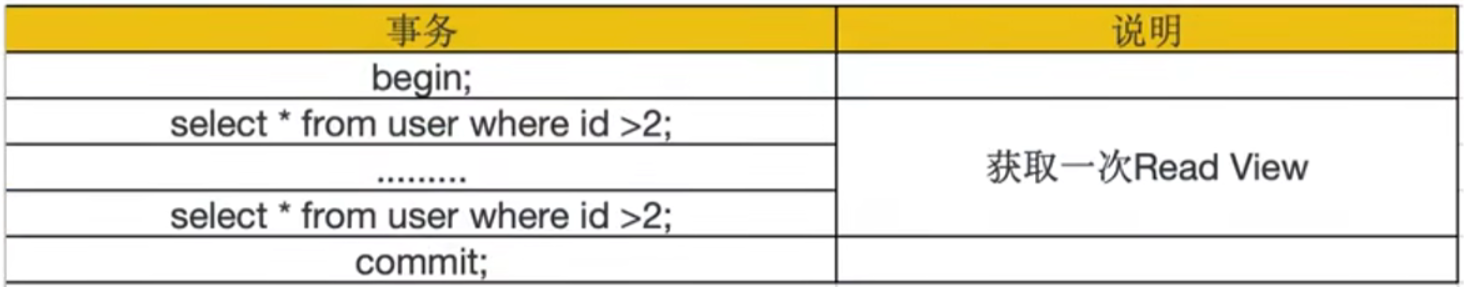 事务 说明
begin;
select * from user where id >2;
.........
获取一次Read View
select * from user where id >2;
commit;